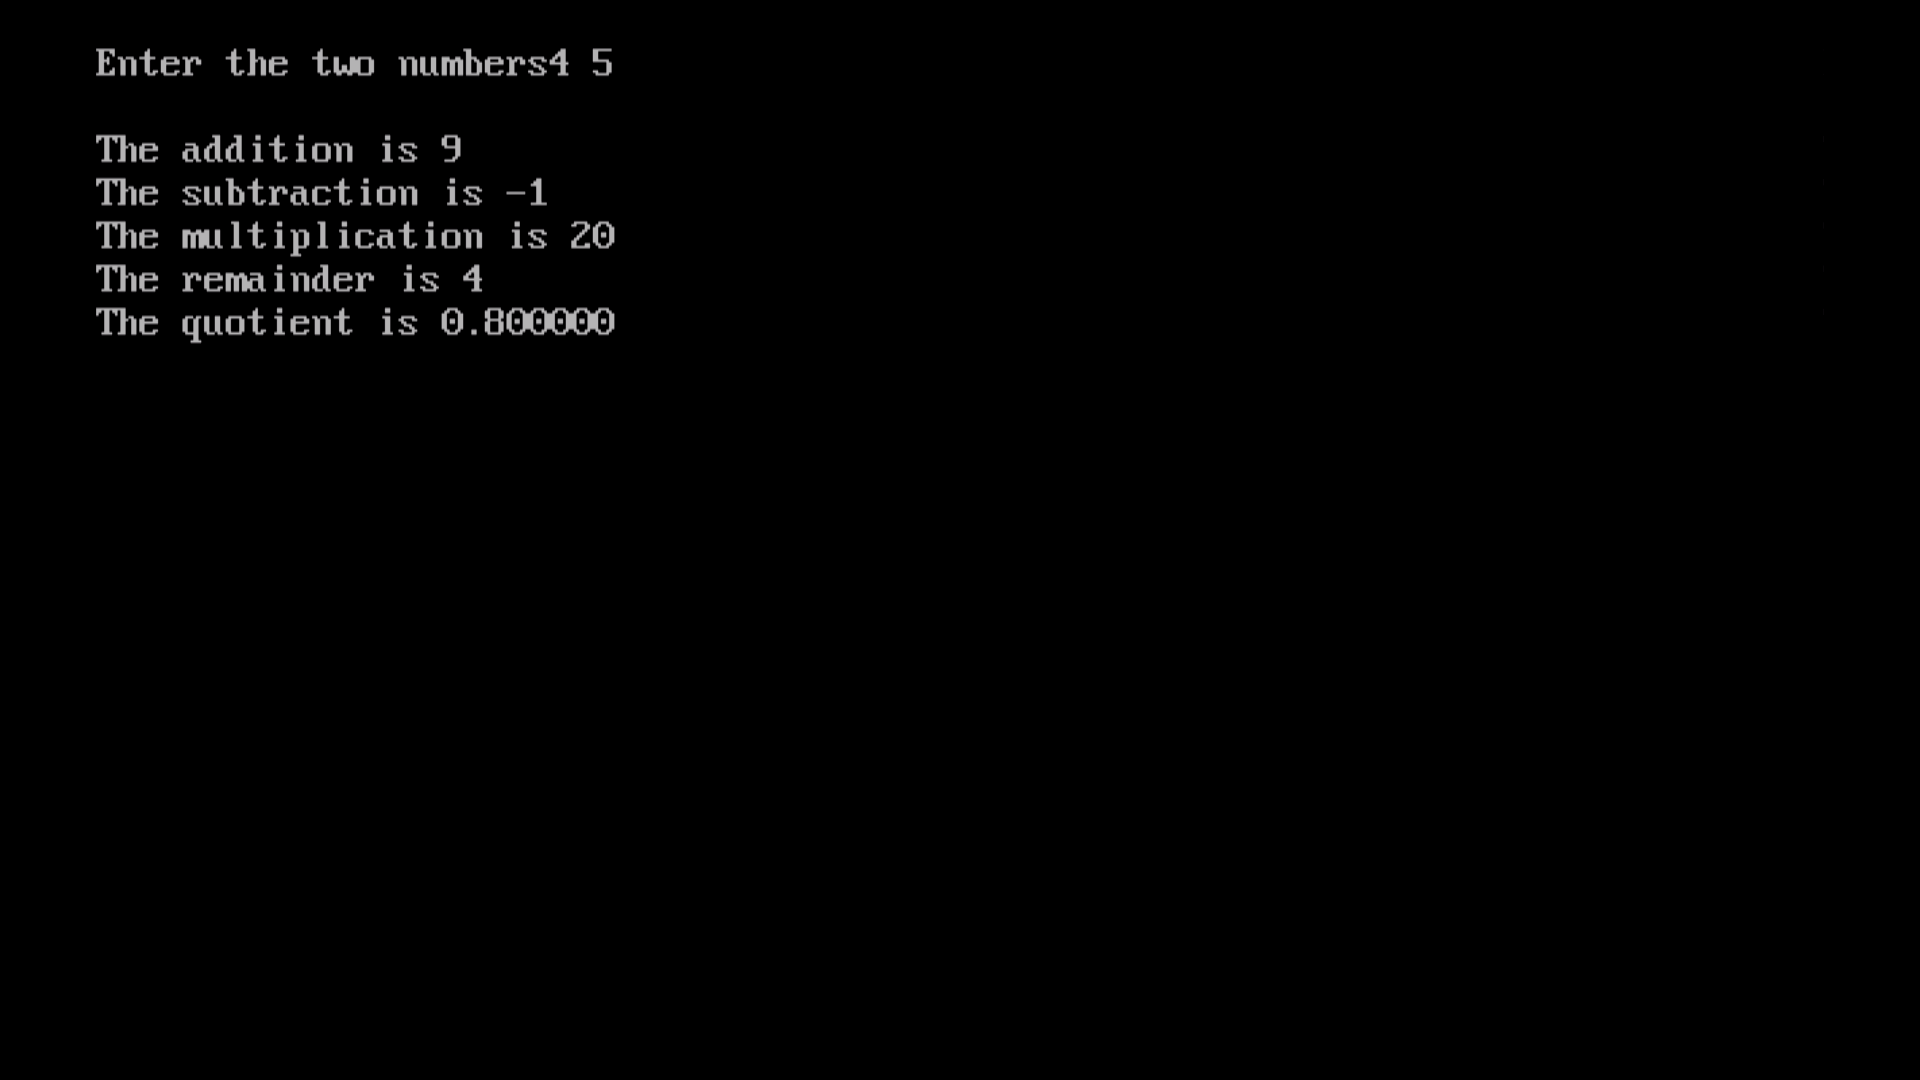 Enter the two numbers4 5
The addition is 9
The subtraction is -1
The multiplication is 20
The remainder is 4
The quotient is 0.800000